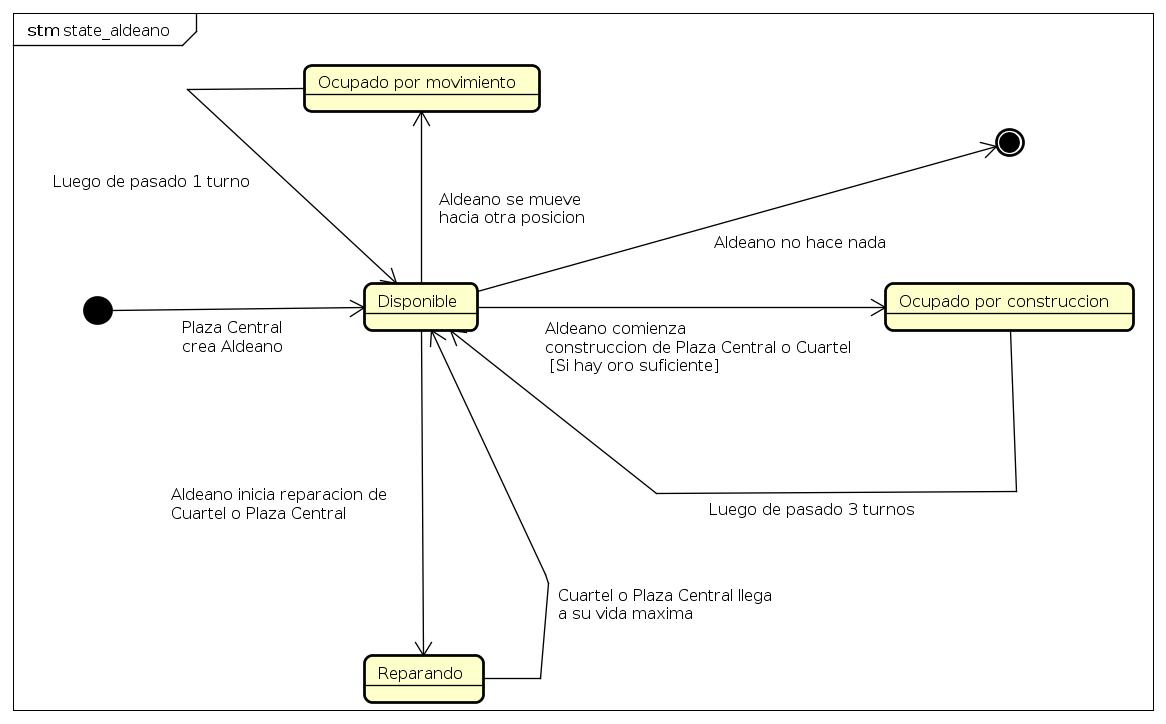 stm state_aldeano
Ocupado por movimiento
Luego de pasado 1 turno
Aldeano se mueve
hacia otra posicion
Aldeano no hace nada
Disponible
Ocupado por construccion
Plaza Central
crea Aldeano
Aldeano comienza
construccion de Plaza Central o Cuartel
[Si hay oro suficiente]
Aldeano inicia reparacion de
Cuartel o Plaza Central
Luego de pasado 3 turnos
Cuartel o Plaza Central llega
a su vida maxima
Reparando